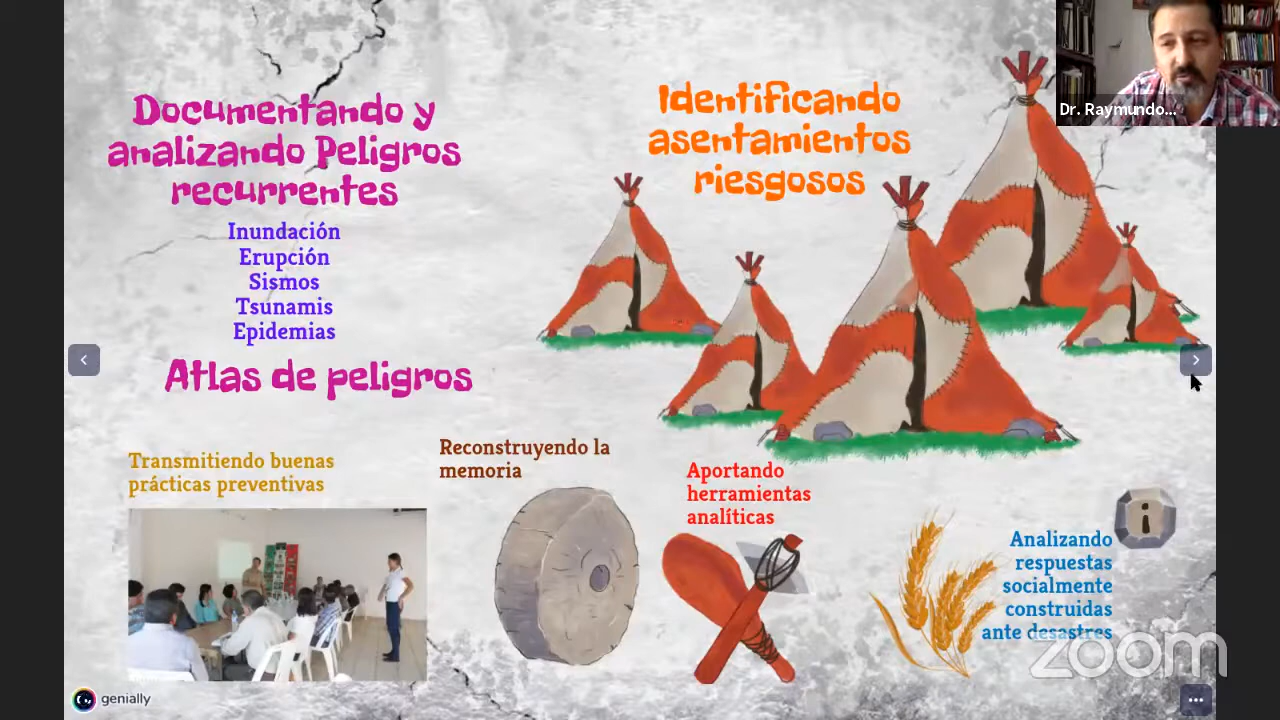 Documentando y
analizando Peligros
recurrentes
Inundación
Erupción
Sismos
Tsunamis
Epidemias
Atlas de peligros
Identificando
asentamientos
riesgosos
Dr. Raymundo...
Transmitiendo buenas
prácticas preventivas
Reconstruyendo la
memoria
Aportando
herramientas
analíticas
Analizando
respuestas
socialmente
construidas
ante desastres
i
zoom
genially